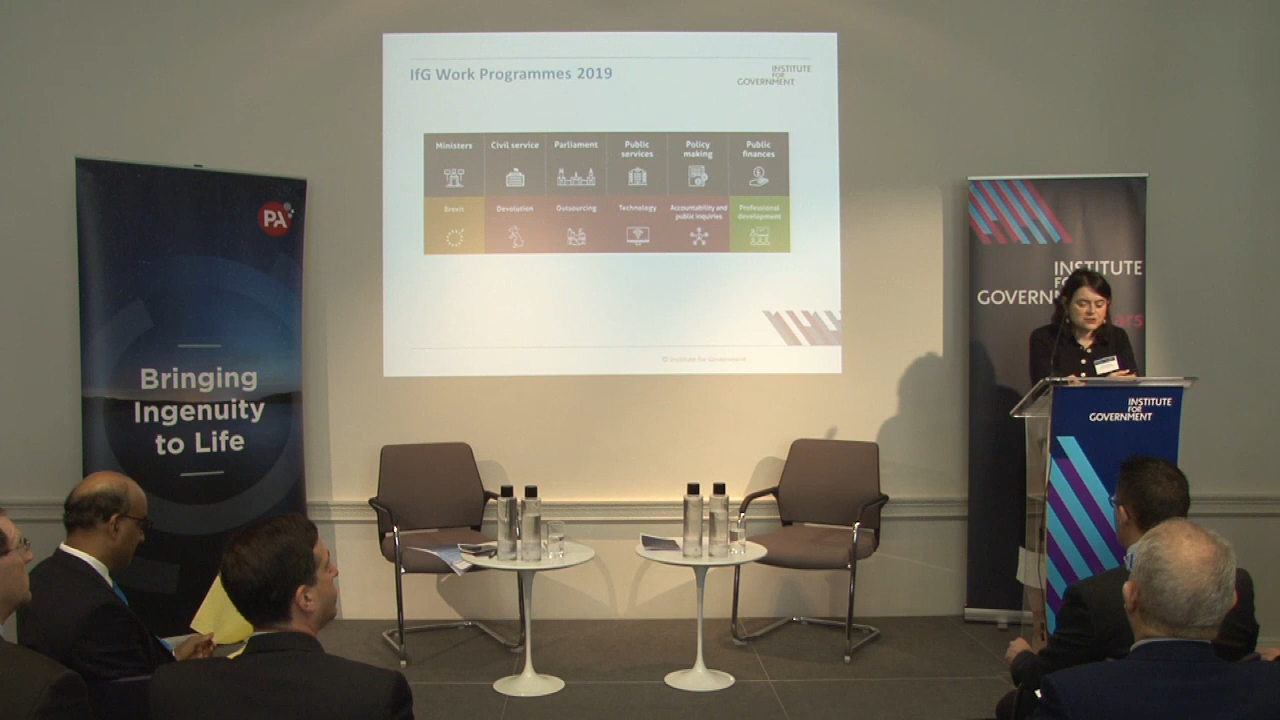 IfG Work Programmes 2019
INSTITUTE
FOR
GOVERNMENT
Ministers
Civil service
Parliament
Public
services
Policy
making
Public
finances
Brexit
Devolution
Outsourcing
Technology
Accountability and
public inquiries
Professional
development
© Institute for Government
PA
Bringing
Ingenuity
to Life
INSTITUTE
GOVERN
INSTITUTE
FOR
GOVERNMENT